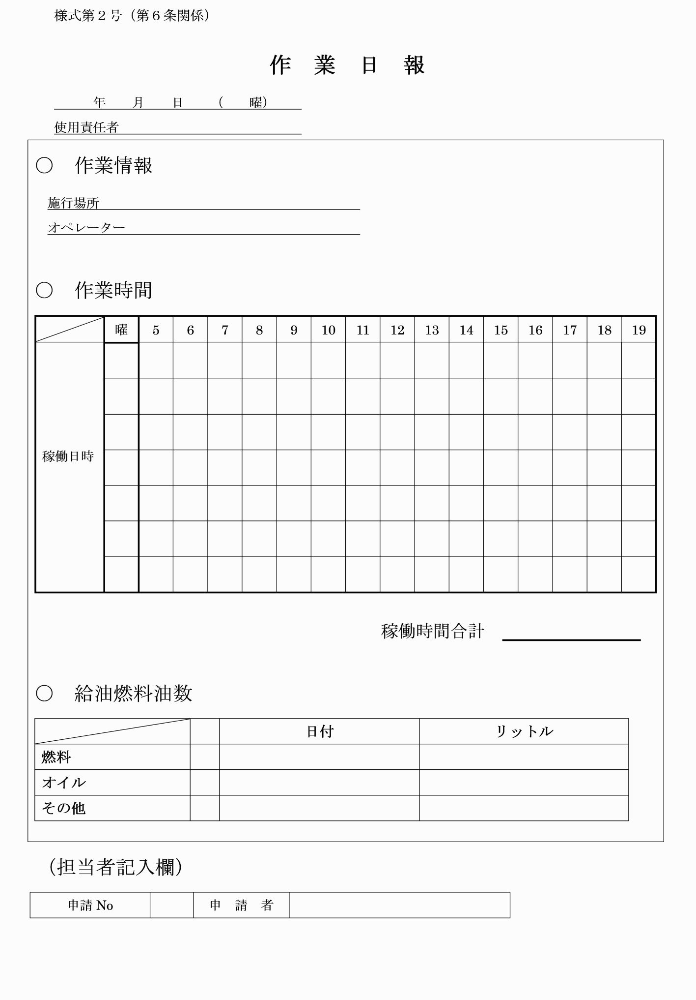 様式第２号（第６条関係）
作　業　日　報
年　　月　　日　　（　　曜）
使用責任者
〇　作業情報
施行場所
オペレーター
〇　作業時間
曜 5 6 7 8 9 10 11 12 13 14 15 16 17 18 19
稼働日時
稼働時間合計
〇　給油燃料油数
日付 リットル
燃料
オイル
その他
（担当者記入欄）
申請 No 申　請　者